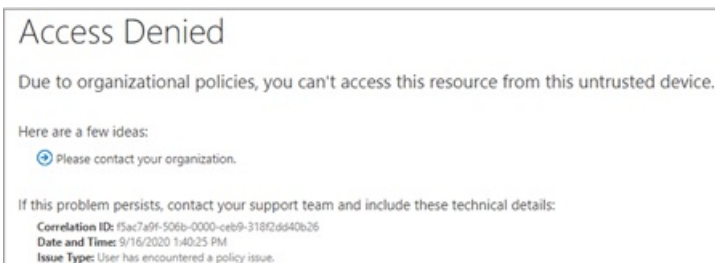 Access Denied
Due to organizational policies, you can't access this resource from this untrusted device.
Here are a few ideas:
Please contact your organization.
If this problem persists, contact your support team and include these technical details:
Correlation ID: f5ac7a9f-506b-0000-ceb9-318f2dd40b26
Date and Time: 9/16/2020 1:40:25 PM
Issue Type: User has encountered a policy issue.